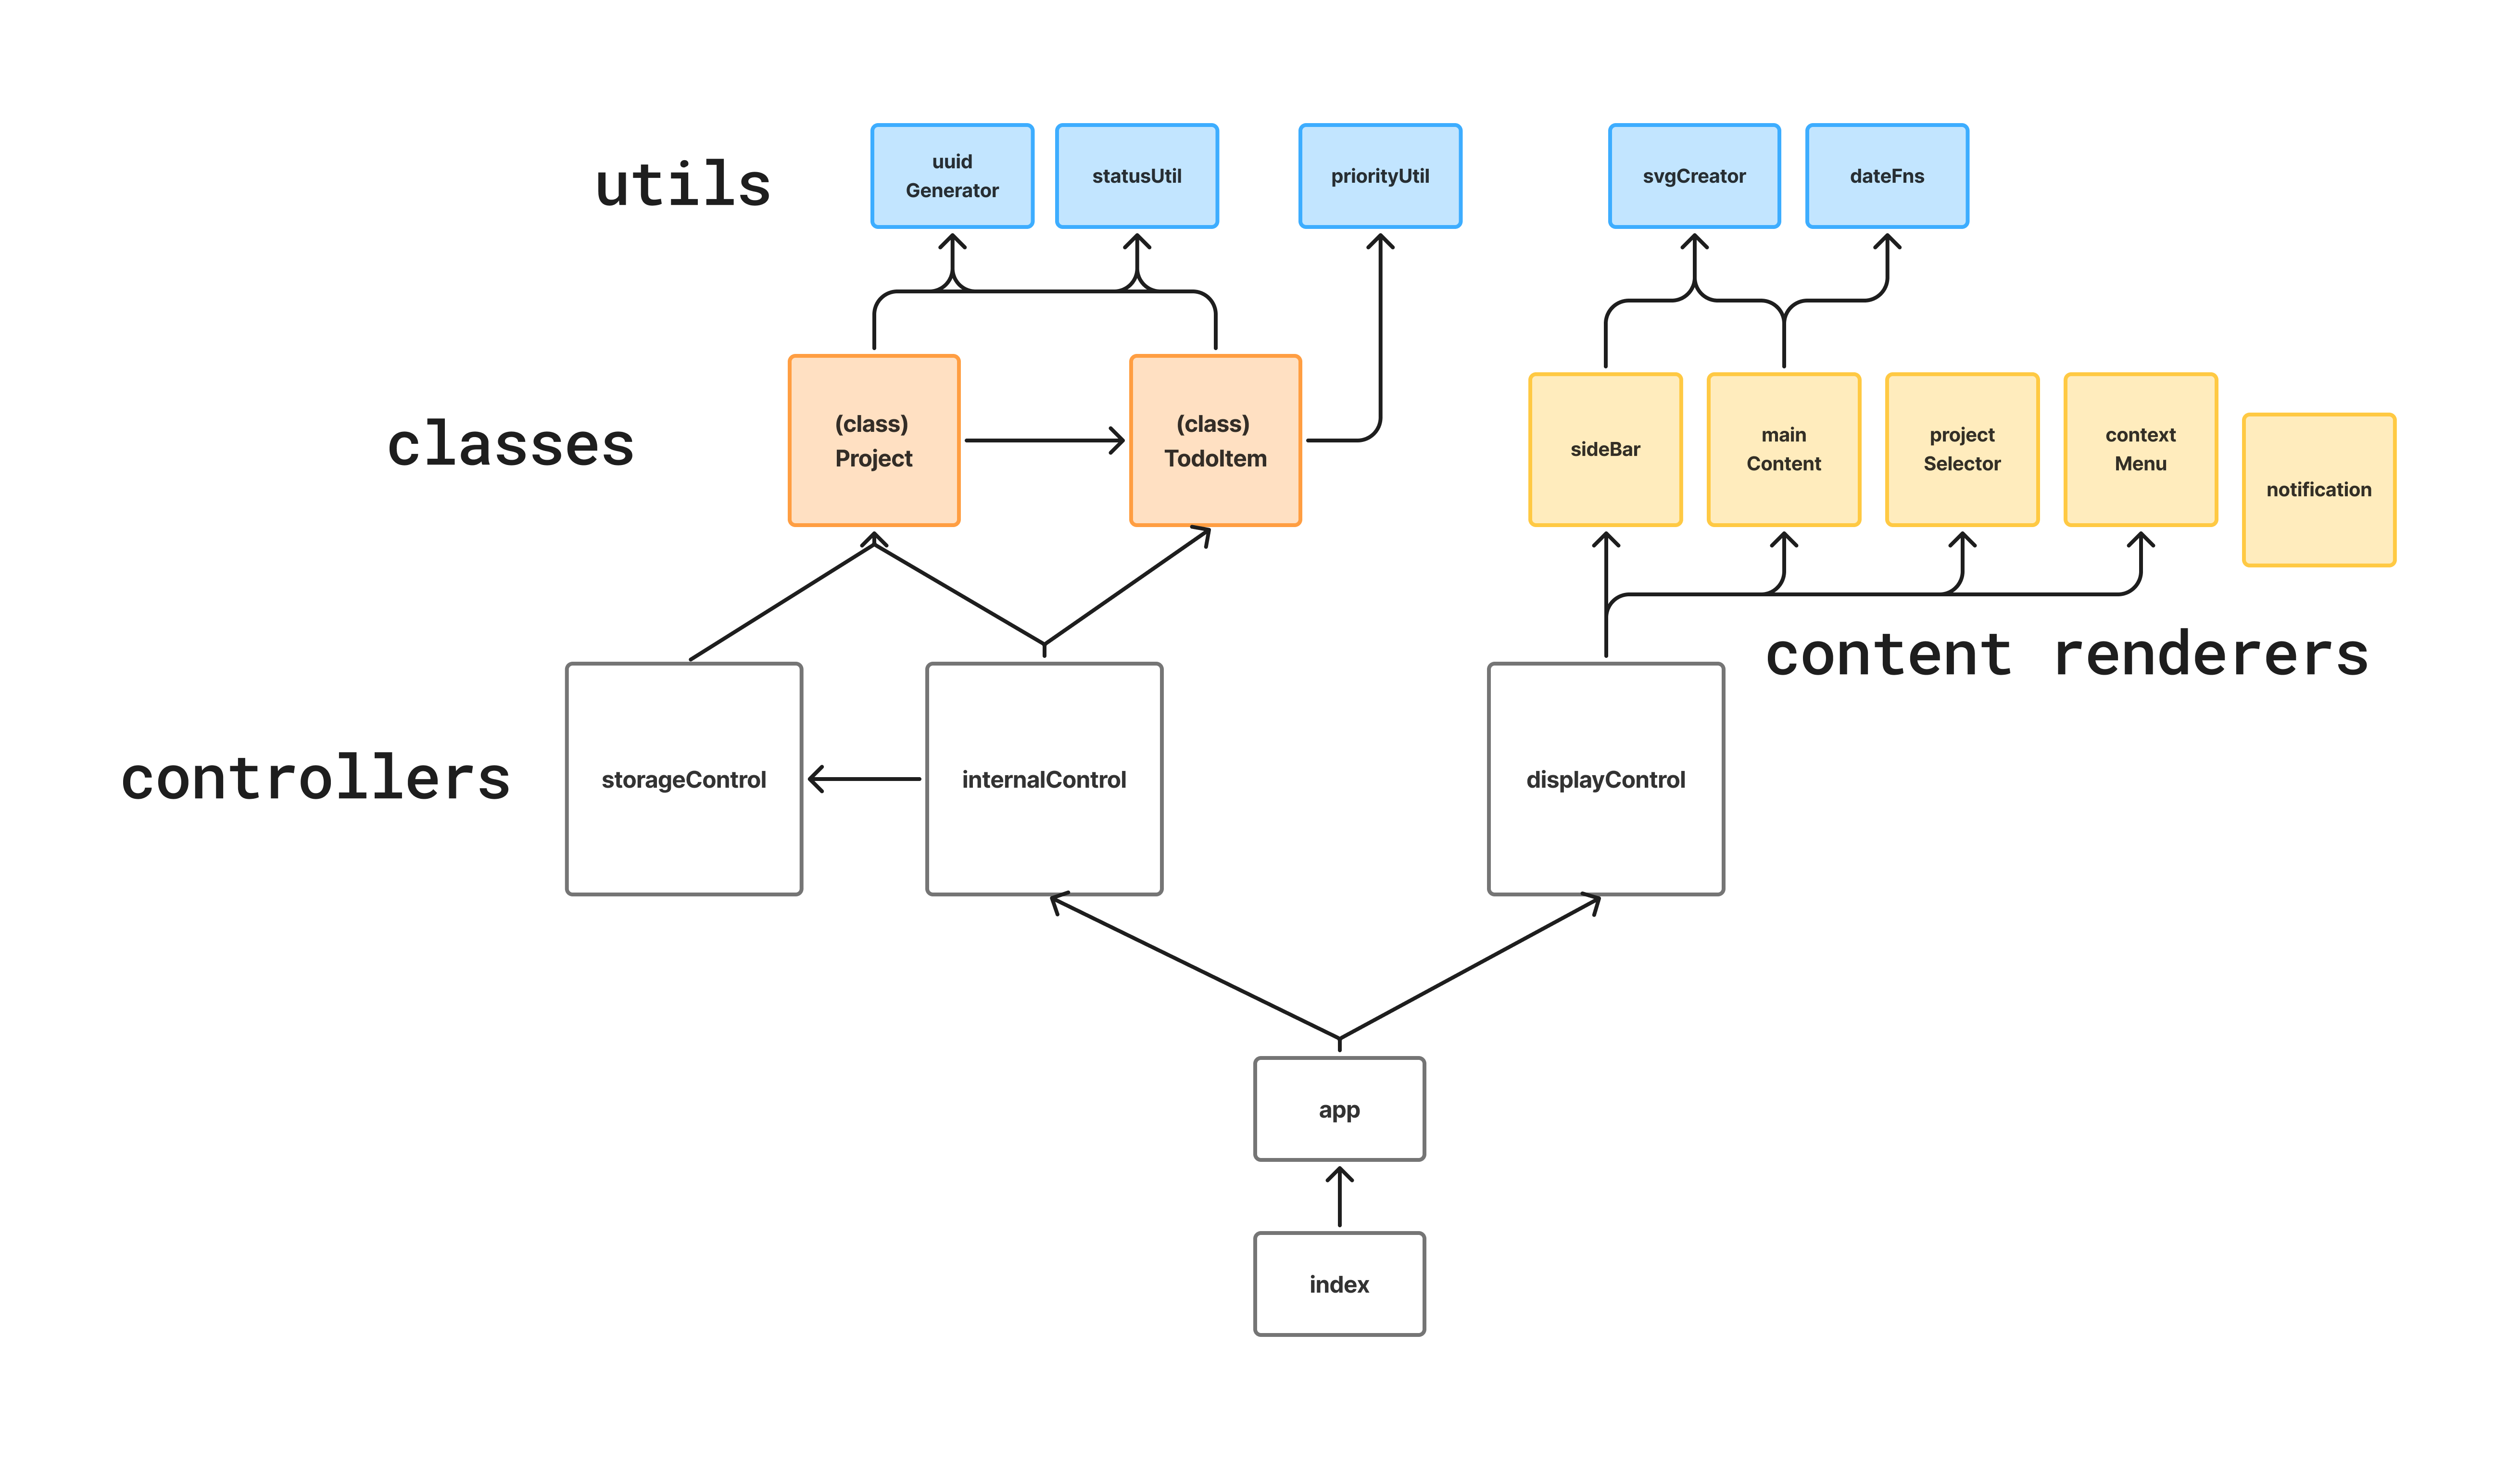 utils
uuid
Generator
statusUtil
priorityUtil
svgCreator
dateFns
classes
(class)
Project
(class)
TodoItem
sideBar
main
Content
project
Selector
context
Menu
notification
content renderers
controllers
storageControl
internalControl
displayControl
app
index